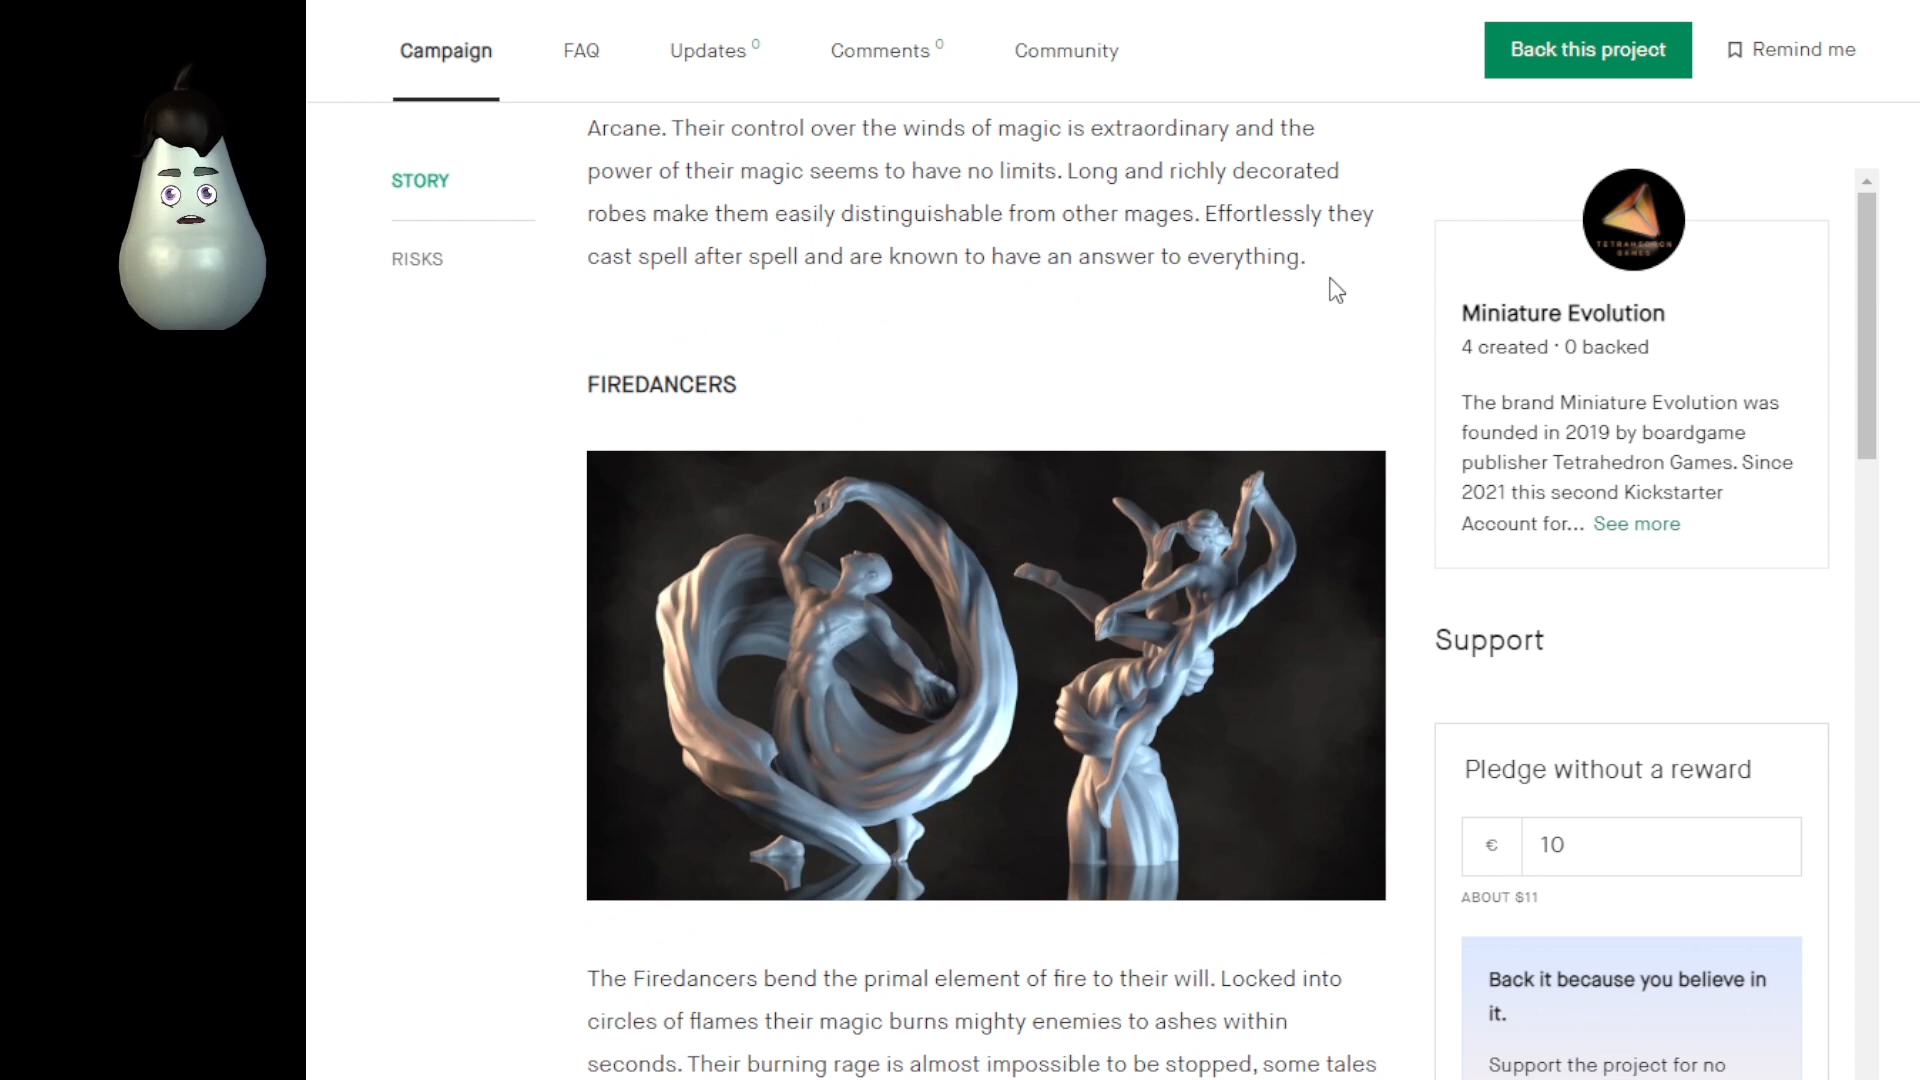 Campaign
FAQ
Updates 0
Comments 0
Community
Back this project
Remind me
STORY
RISKS
Arcane. Their control over the winds of magic is extraordinary and the
power of their magic seems to have no limits. Long and richly decorated
robes make them easily distinguishable from other mages. Effortlessly they
cast spell after spell and are known to have an answer to everything.
FIREDANCERS
The Firedancers bend the primal element of fire to their will. Locked into
circles of flames their magic burns mighty enemies to ashes within
seconds. Their burning rage is almost impossible to be stopped, some tales
TETRAHEDRON
GAMES
Miniature Evolution
4 created · 0 backed
The brand Miniature Evolution was
founded in 2019 by boardgame
publisher Tetrahedron Games. Since
2021 this second Kickstarter
Account for... See more
Support
Pledge without a reward
€ 10
ABOUT $11
Back it because you believe in
it.
Support the project for no